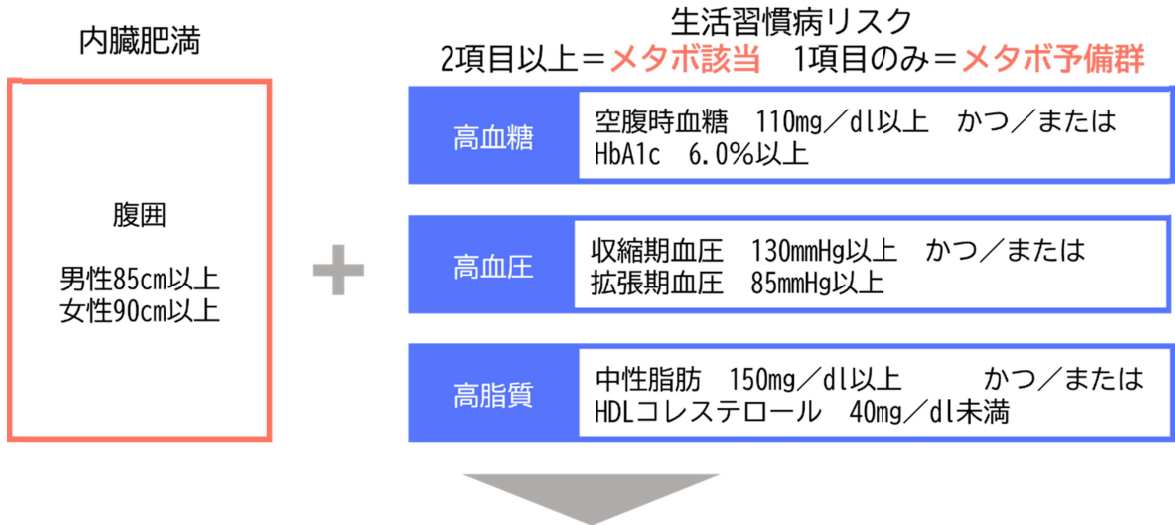 内臓肥満
腹囲
男性85cm以上
女性90cm以上
生活習慣病リスク
2項目以上＝メタボ該当　1項目のみ＝メタボ予備群
高血糖
空腹時血糖　110mg／dl以上　かつ／または
HbA1c　6.0%以上
高血圧
収縮期血圧　130mmHg以上　かつ／または
拡張期血圧　85mmHg以上
高脂質
中性脂肪　150mg／dl以上　　　かつ／または
HDLコレステロール　40mg／dl未満